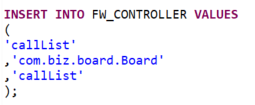 INSERT INTO FW_CONTROLLER VALUES
(
'callList'
,'com.biz.board.Board'
,'callList'
);